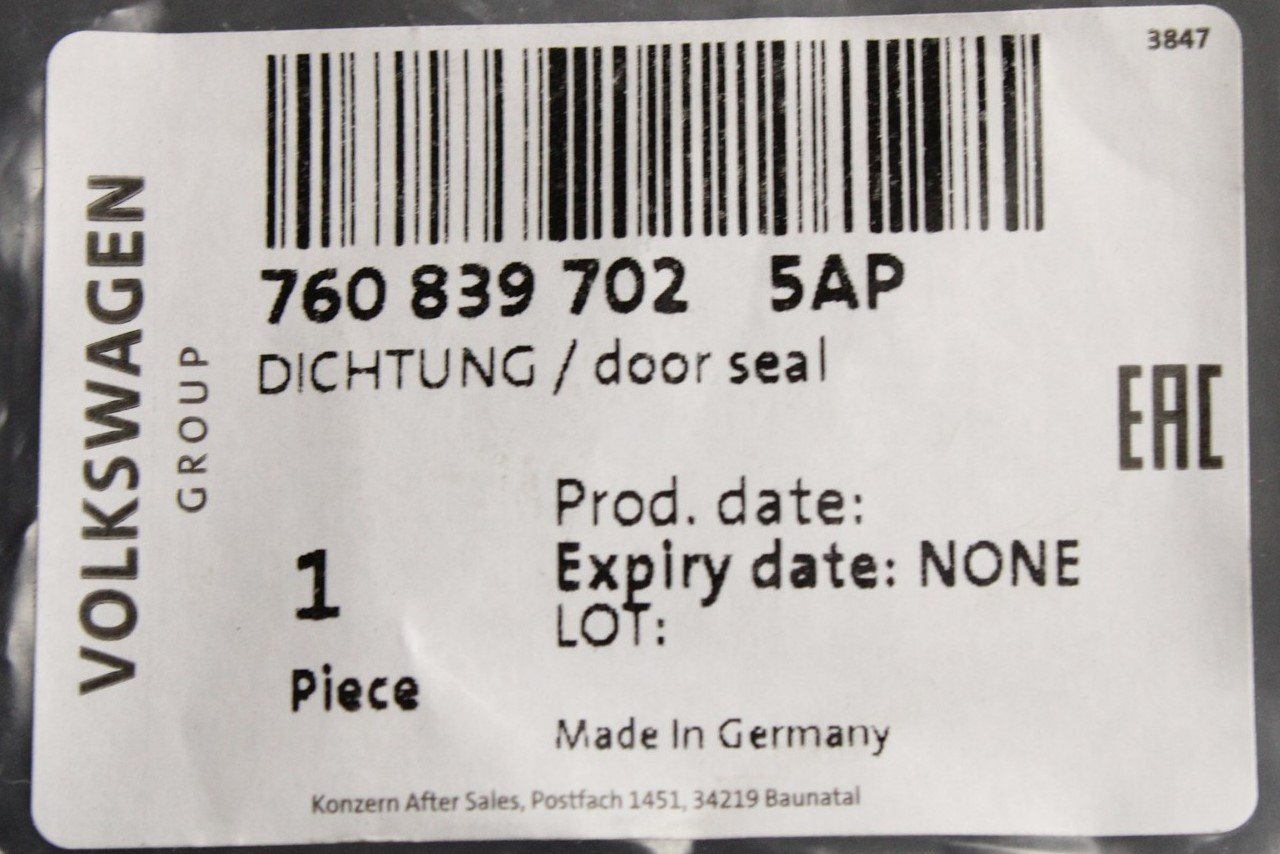 3847
VOLKSWAGEN
GROUP
760 839 702 5AP
DICHTUNG / door seal
EAC
Prod. date:
Expiry date: NONE
LOT:
1
Piece
Made In Germany
Konzern After Sales, Postfach 1451, 34219 Baunatal